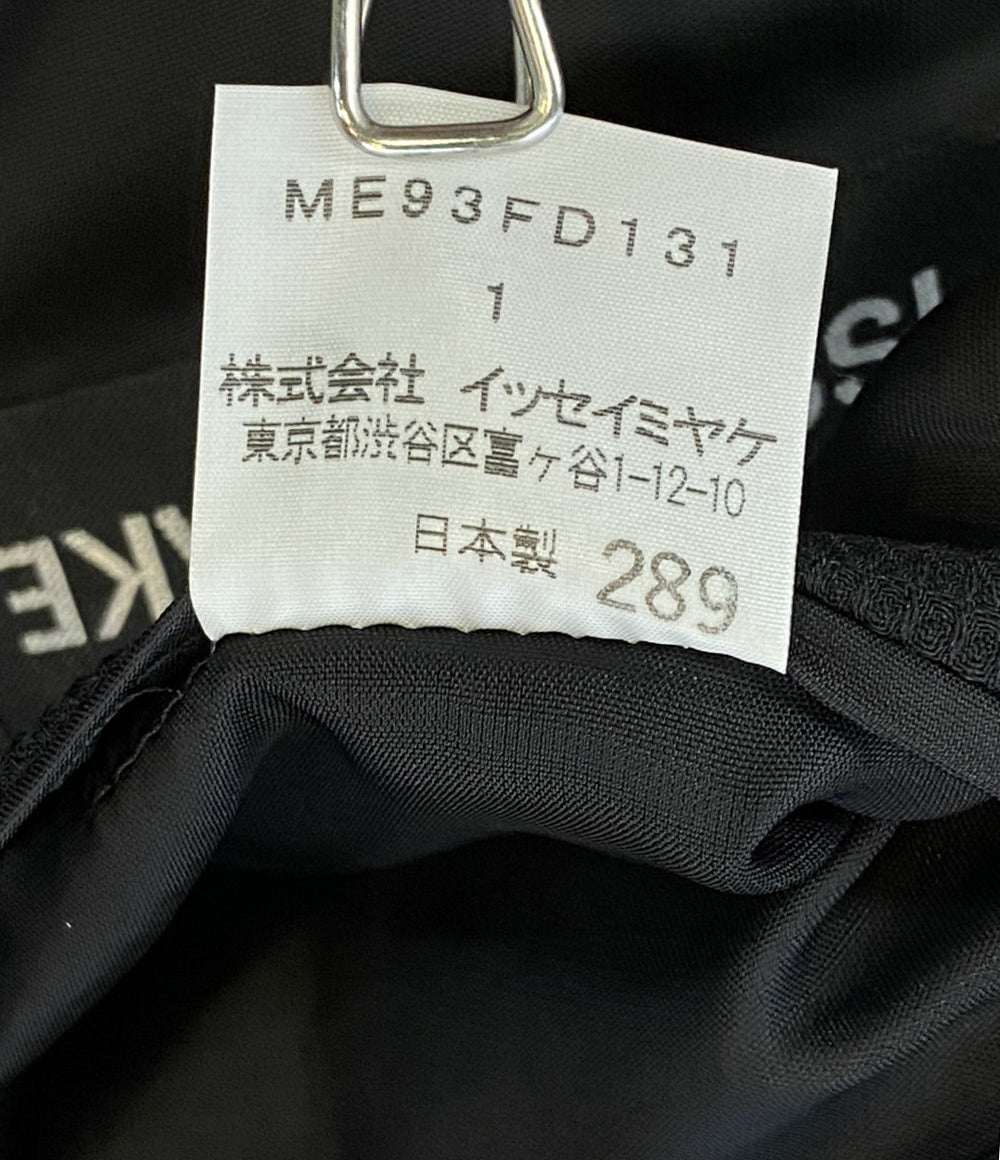 ME93FD131
1
株式会社 イッセイミヤケ
東京都渋谷区富ヶ谷1-12-10
日本製 289